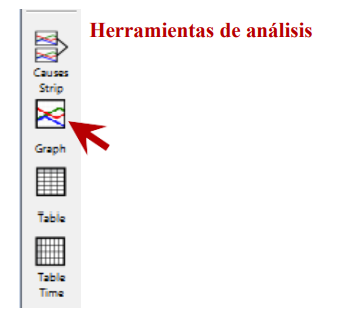 Herramientas de análisis
Causes
Strip
Graph
Table
Table
Time